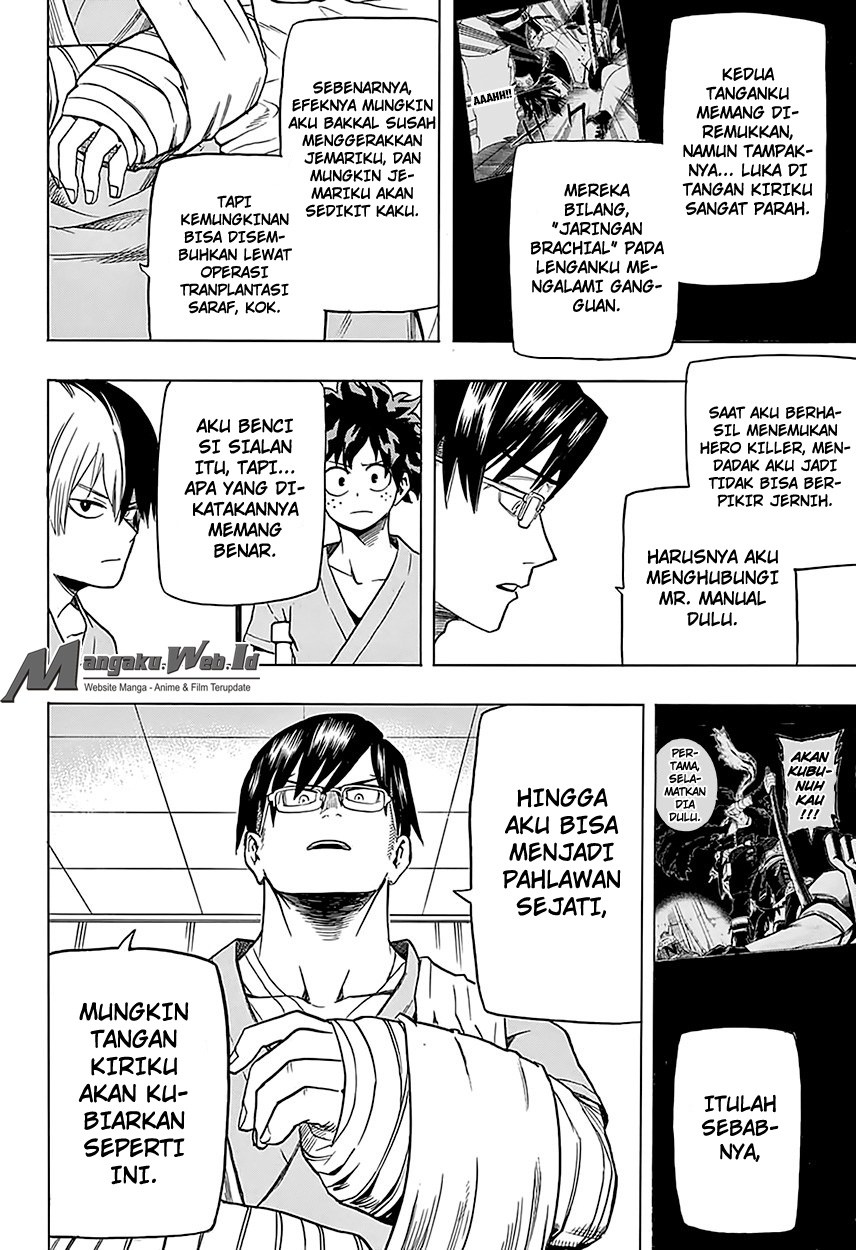 KEDUA
TANGANKU
MEMANG DI-
REMUKKAN,
NAMUN TAMPAK-
NYA... LUKA DI
TANGAN KIRIKU
SANGAT PARAH.
AAAHH!!
MEREKA
BILANG,
"JARINGAN
BRACHIAL" PADA
LENGANKU ME-
NGALAMI GANG-
GUAN.
SEBENARNYA,
EFEKNYA MUNGKIN
AKU BAKKAL SUSAH
MENGGERAKKAN
JEMARIKU, DAN
MUNGKIN JE-
MARIKU AKAN
SEDIKIT KAKU.
TAPI
KEMUNGKINAN
BISA DISEM-
BUHKAN LEWAT
OPERASI
TRANPLANTASI
SARAF, KOK.
SAAT AKU BERHA-
SIL MENEMUKAN
HERO KILLER, MEN-
DADAK AKU JADI
TIDAK BISA BER-
PIKIR JERNIH.
HARUSNYA AKU
MENGHUBUNGI
MR. MANUAL
DULU.
AKU BENCI
SI SIALAN
ITU, TAPI...
APA YANG DI-
KATAKANNYA
MEMANG
BENAR.
Mangaku.Web.Id
Website Manga - Anime & Film Terupdate
AKAN
KUBU-
NUH
KAU
!!!
PER-
TAMA,
SELA-
MATKAN
DIA
DULU.
ITULAH
SEBAB-
NYA,
HINGGA
AKU BISA
MENJADI
PAHLAWAN
SEJATI,
MUNGKIN
TANGAN
KIRIKU
AKAN KU-
BIARKAN
SEPERTI
INI.